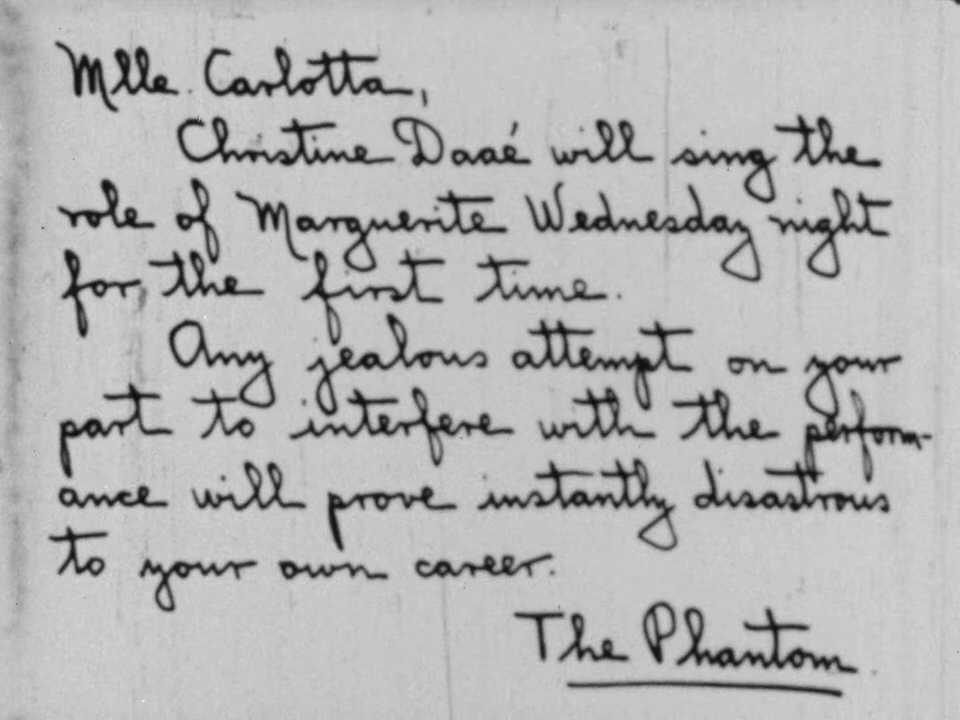 Mlle. Carlotta,
Christine Daaé will sing the
role of Marguerite Wednesday night
for the first time.
Any jealous attempt on your
part to interfere with the perform-
ance will prove instantly disastrous
to your own career.
The Phantom